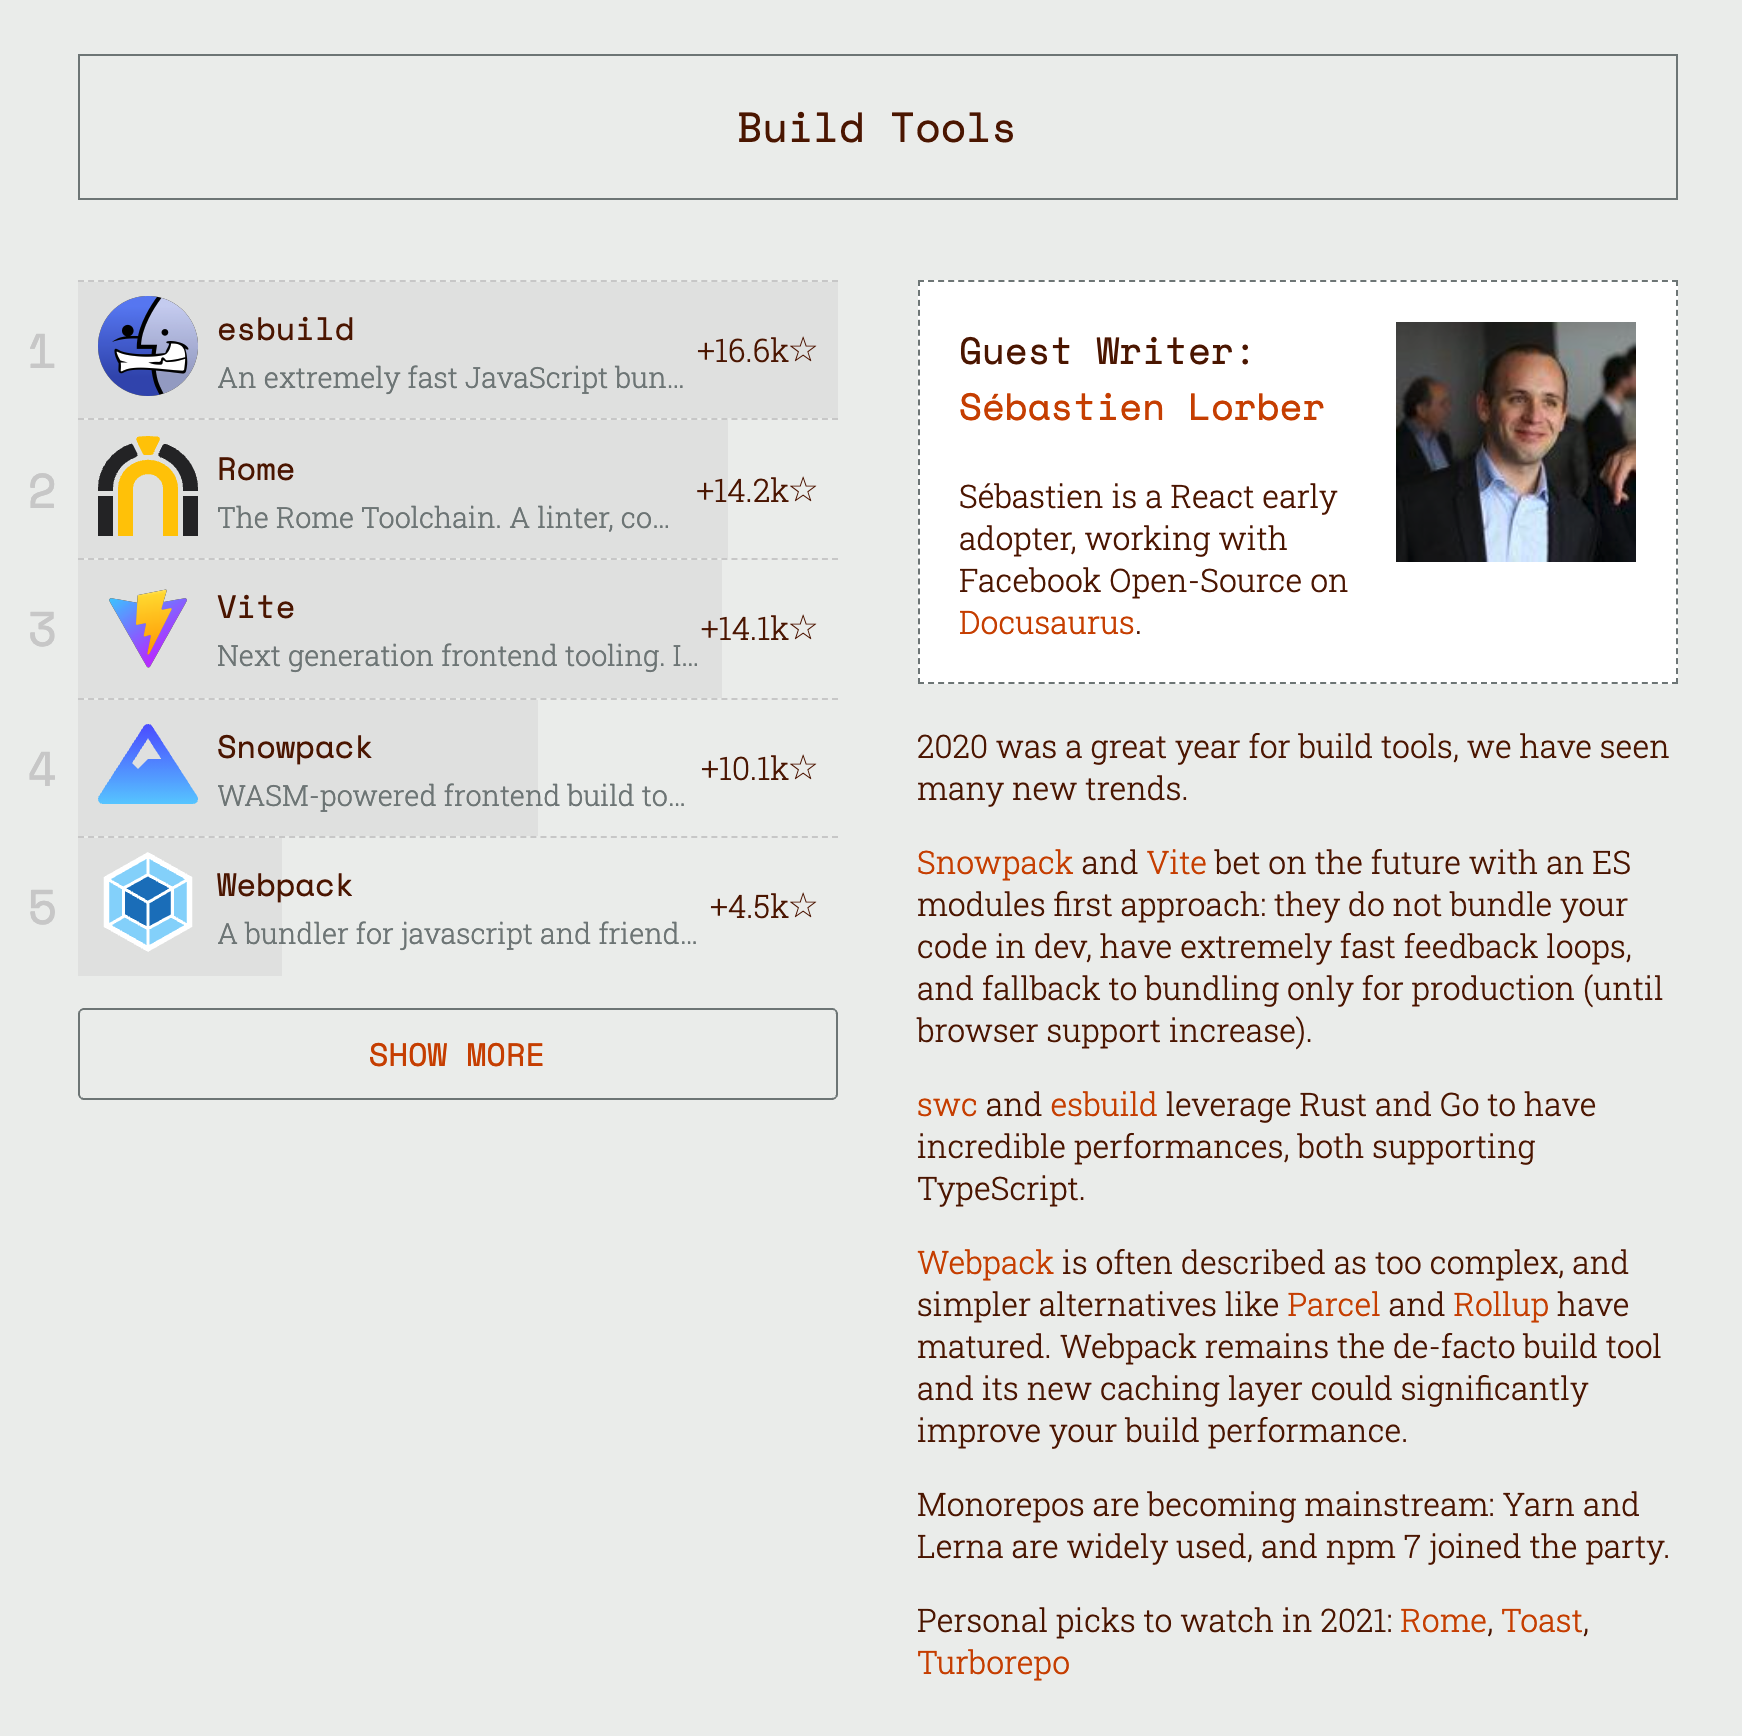 Build Tools
1
esbuild
An extremely fast JavaScript bun...
+16.6k☆
2
Rome
The Rome Toolchain. A linter, co...
+14.2k☆
3
Vite
Next generation frontend tooling. I...
+14.1k☆
4
Snowpack
WASM-powered frontend build to...
+10.1k☆
5
Webpack
A bundler for javascript and friend...
+4.5k☆
SHOW MORE
Guest Writer:
Sébastien Lorber
Sébastien is a React early
adopter, working with
Facebook Open-Source on
Docusaurus.
2020 was a great year for build tools, we have seen
many new trends.
Snowpack and Vite bet on the future with an ES
modules first approach: they do not bundle your
code in dev, have extremely fast feedback loops,
and fallback to bundling only for production (until
browser support increase).
swc and esbuild leverage Rust and Go to have
incredible performances, both supporting
TypeScript.
Webpack is often described as too complex, and
simpler alternatives like Parcel and Rollup have
matured. Webpack remains the de-facto build tool
and its new caching layer could significantly
improve your build performance.
Monorepos are becoming mainstream: Yarn and
Lerna are widely used, and npm 7 joined the party.
Personal picks to watch in 2021: Rome, Toast,
Turborepo